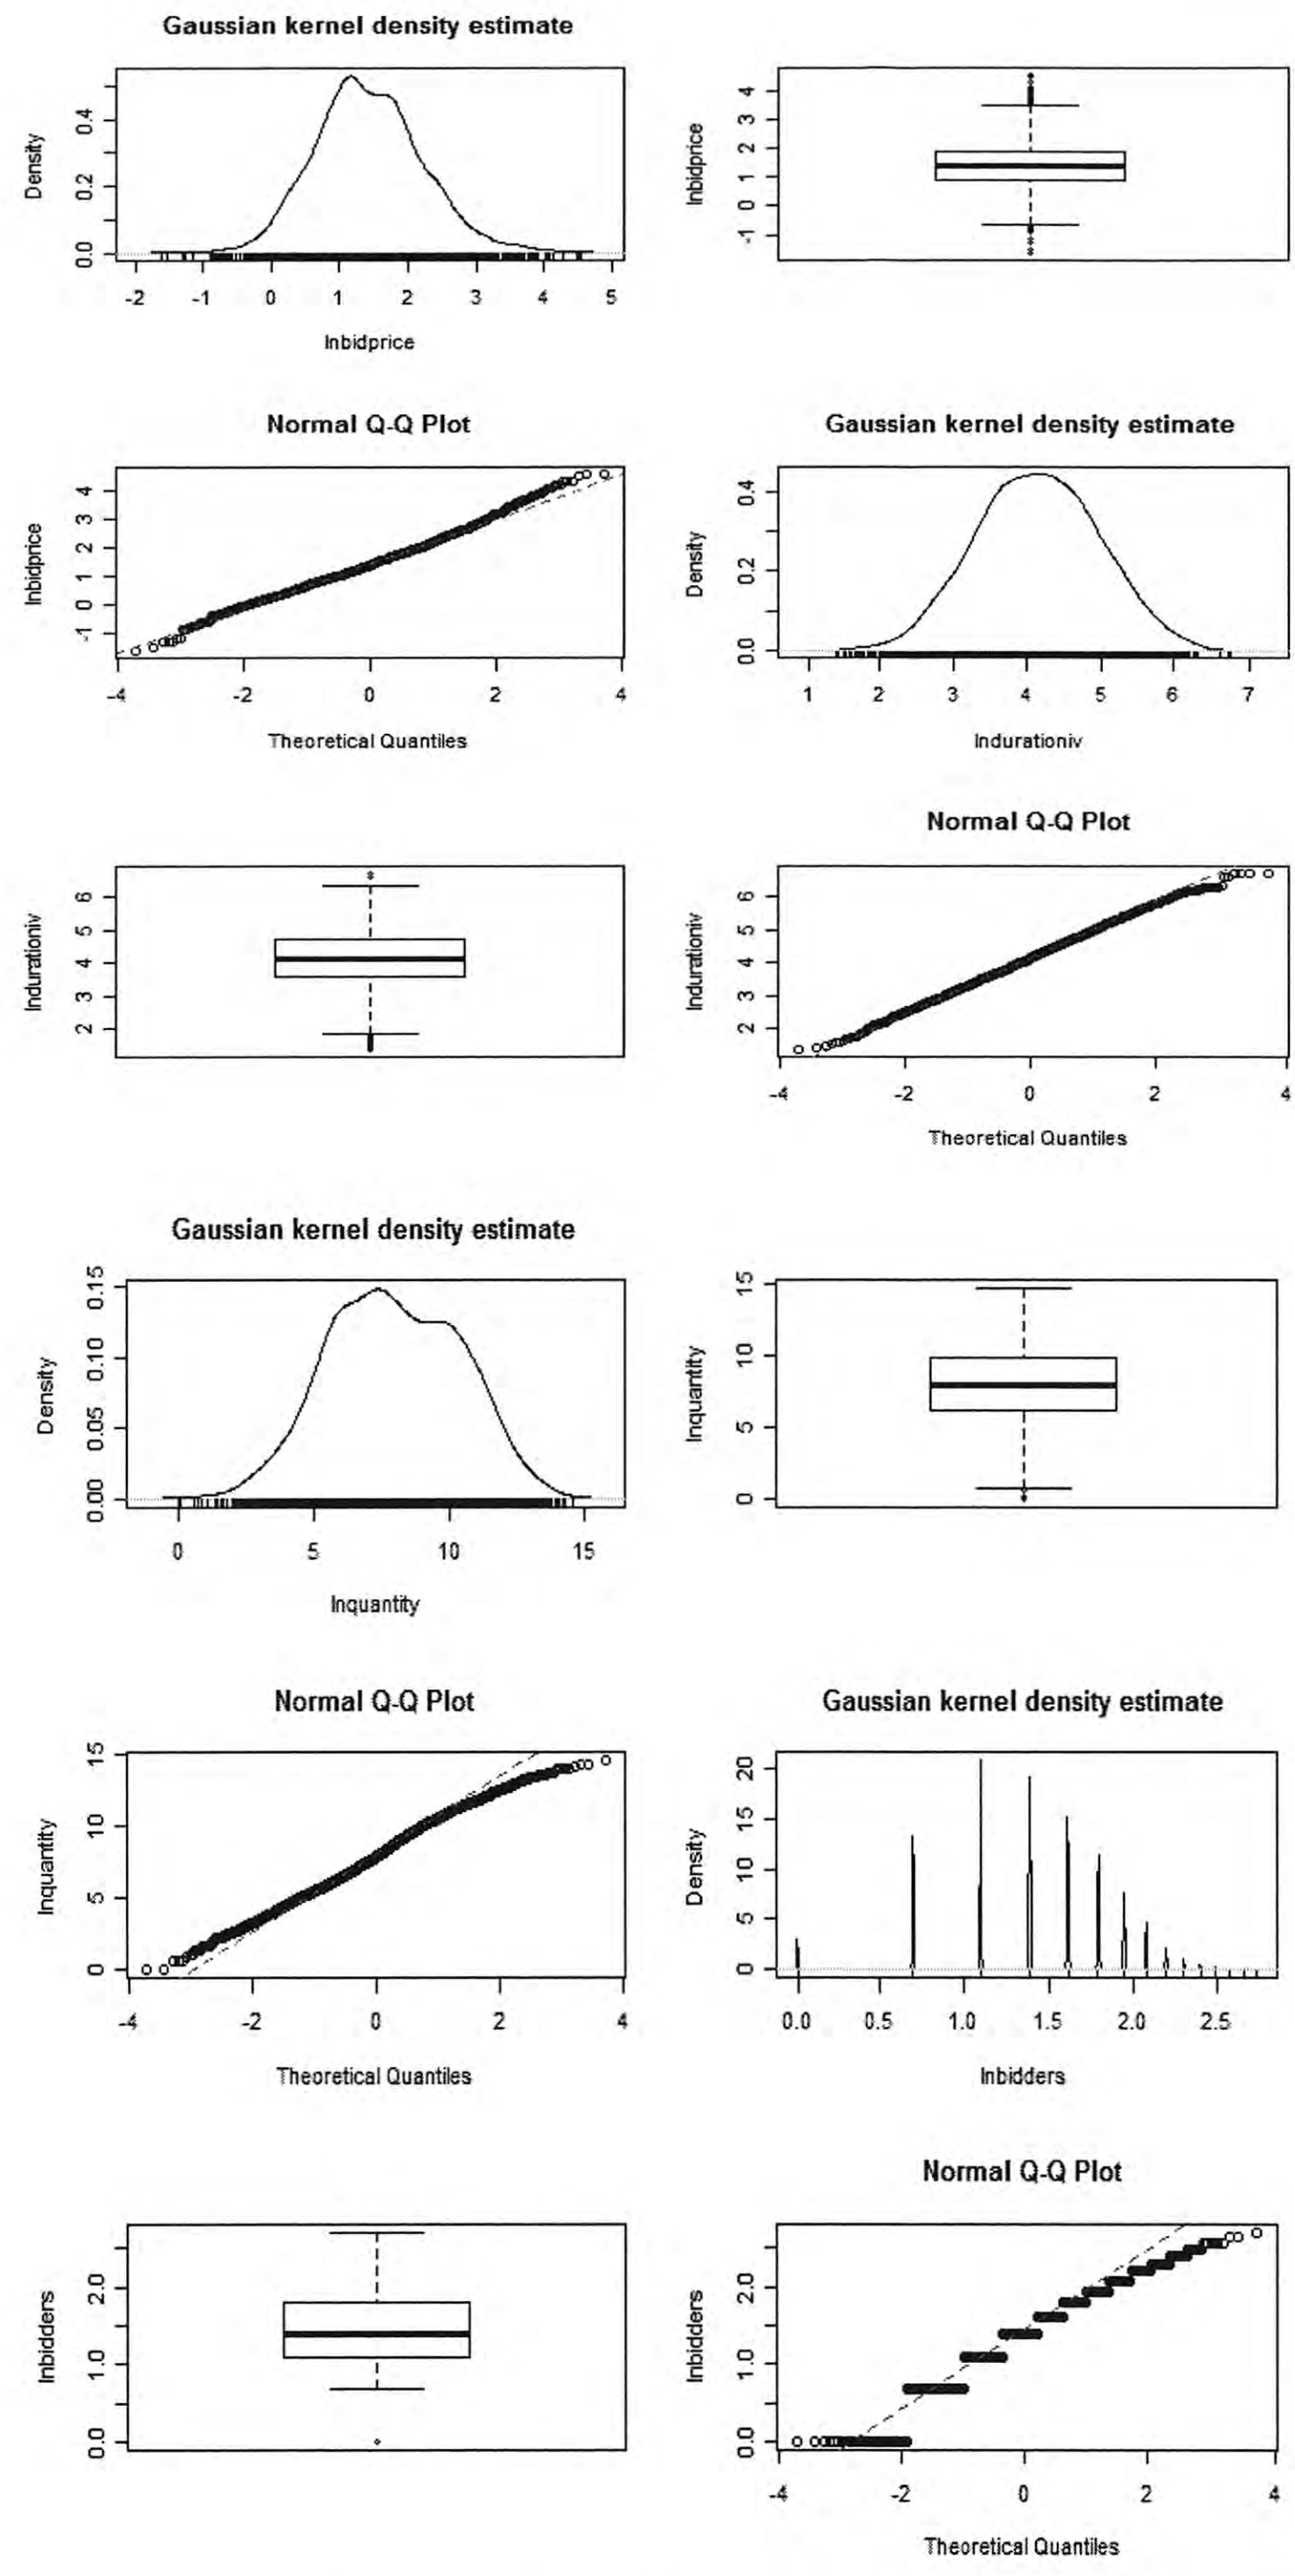 Gaussian kernel density estimate
Density
0.0 0.2 0.4
-2 -1 0 1 2 3 4 5
lnbidprice
lnbidprice
-1 0 1 2 3 4
Normal Q-Q Plot
lnbidprice
-1 0 1 2 3 4
-4 -2 0 2 4
Theoretical Quantiles
Gaussian kernel density estimate
Density
0.0 0.2 0.4
1 2 3 4 5 6 7
lndurationiv
lndurationiv
2 3 4 5 6
Normal Q-Q Plot
lndurationiv
2 3 4 5 6
-4 -2 0 2 4
Theoretical Quantiles
Gaussian kernel density estimate
Density
0.00 0.05 0.10 0.15
0 5 10 15
lnquantity
lnquantity
0 5 10 15
Normal Q-Q Plot
lnquantity
0 5 10 15
-4 -2 0 2 4
Theoretical Quantiles
Gaussian kernel density estimate
Density
0 5 10 15 20
0.0 0.5 1.0 1.5 2.0 2.5
lnbidders
lnbidders
0.0 1.0 2.0
Normal Q-Q Plot
lnbidders
0.0 1.0 2.0
-4 -2 0 2 4
Theoretical Quantiles